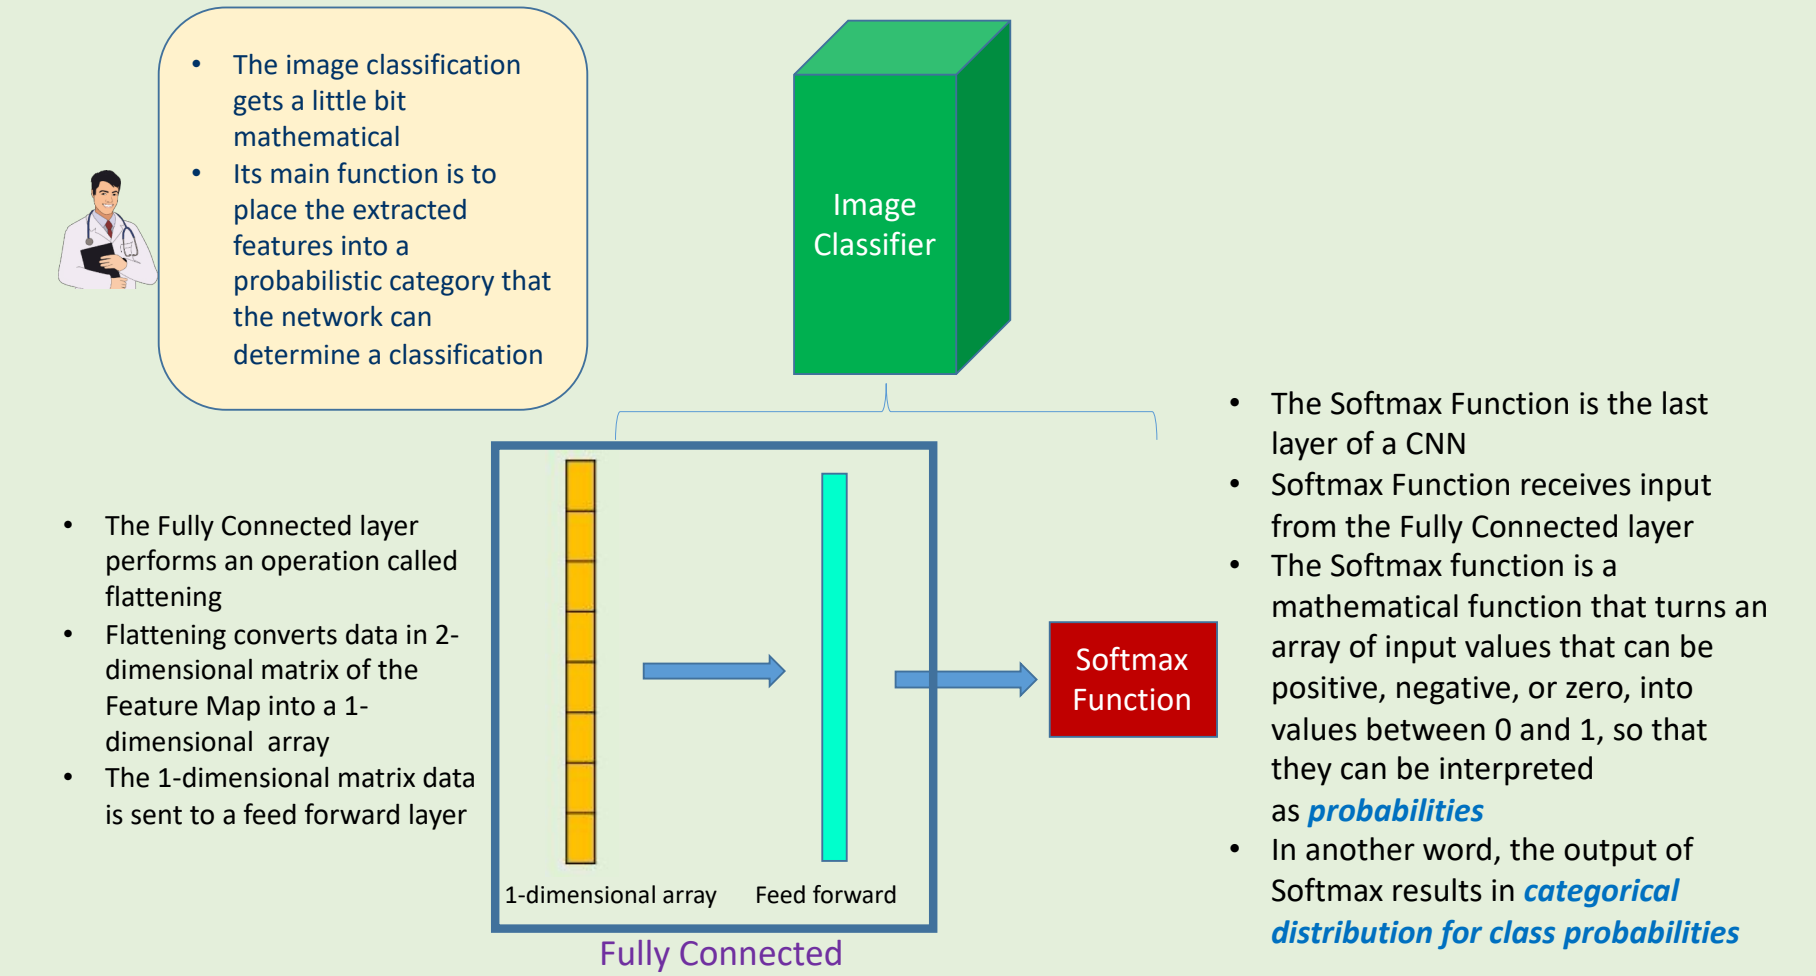 • The image classification
gets a little bit
mathematical
• Its main function is to
place the extracted
features into a
probabilistic category that
the network can
determine a classification
Image
Classifier
• The Fully Connected layer
performs an operation called
flattening
• Flattening converts data in 2-
dimensional matrix of the
Feature Map into a 1-
dimensional array
• The 1-dimensional matrix data
is sent to a feed forward layer
1-dimensional array
Feed forward
Fully Connected
Softmax
Function
• The Softmax Function is the last
layer of a CNN
• Softmax Function receives input
from the Fully Connected layer
• The Softmax function is a
mathematical function that turns an
array of input values that can be
positive, negative, or zero, into
values between 0 and 1, so that
they can be interpreted
as probabilities
• In another word, the output of
Softmax results in categorical
distribution for class probabilities